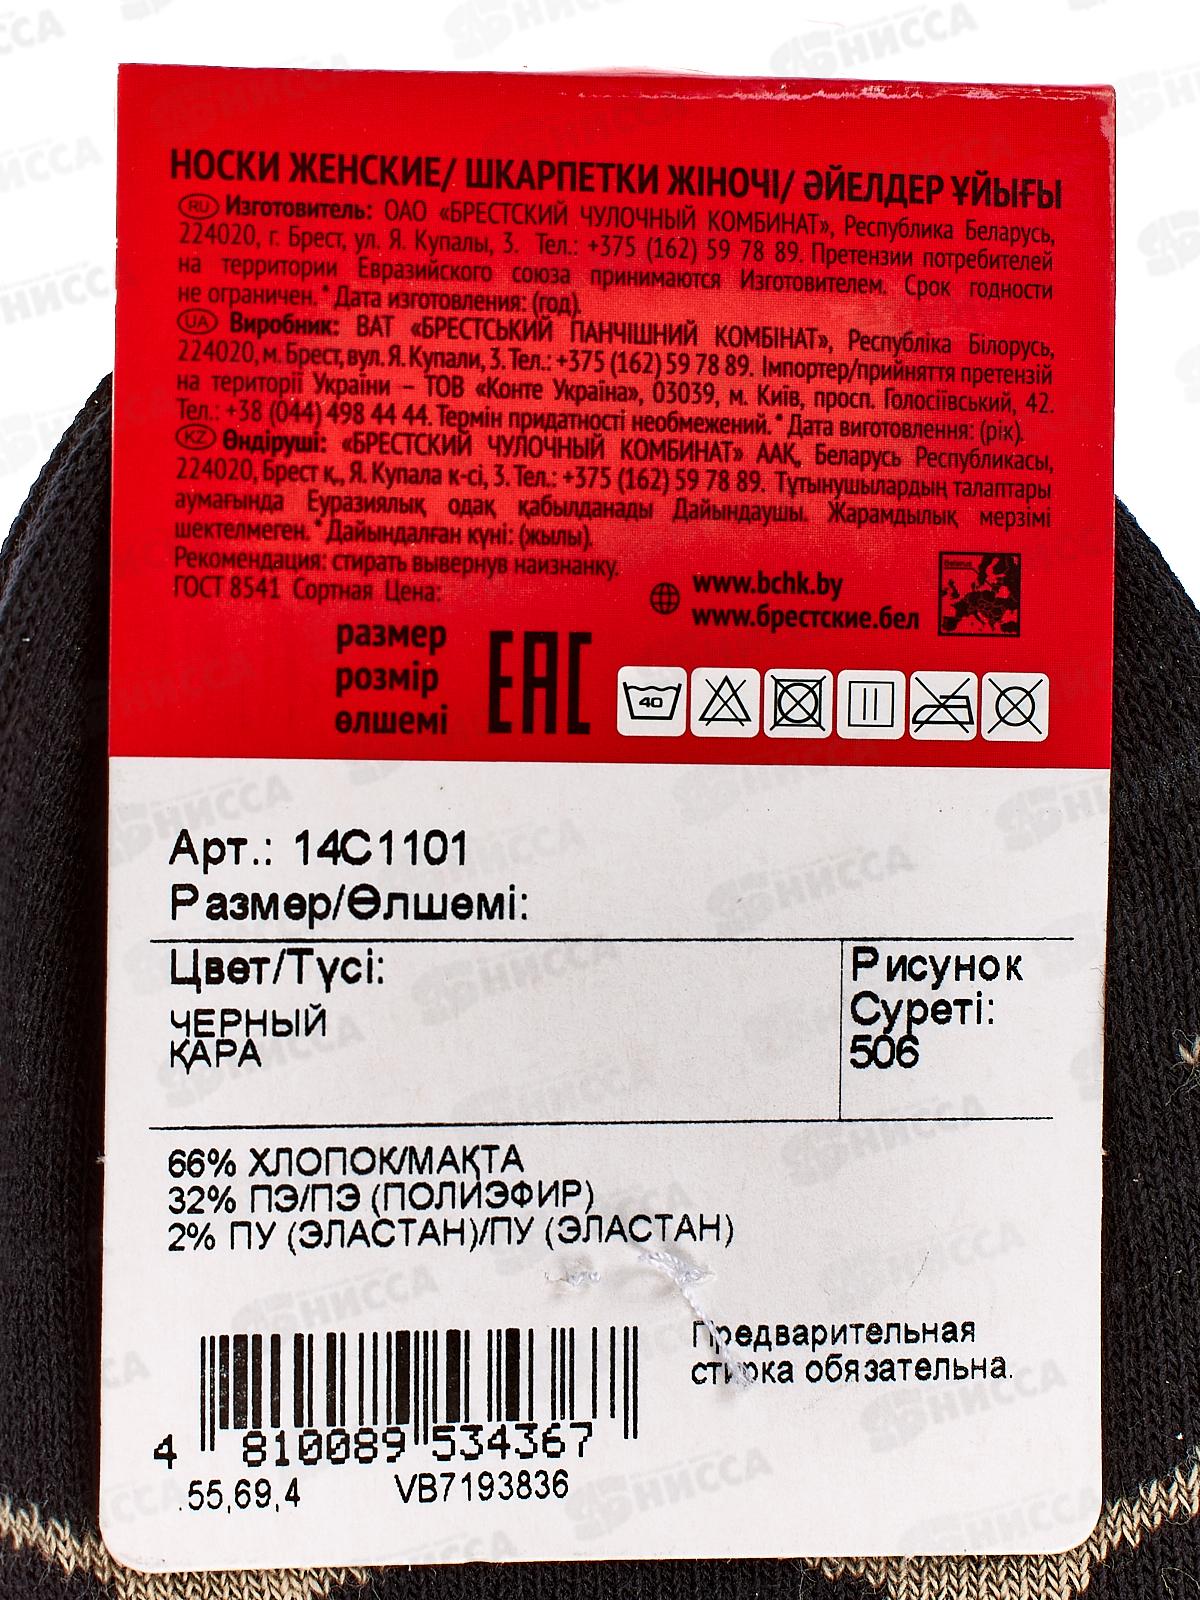 НОСКИ ЖЕНСКИЕ/ ШКАРПЕТКИ ЖІНОЧІ/ ӘЙЕЛДЕР ҰЙЫҒЫ
RU Изготовитель: ОАО «БРЕСТСКИЙ ЧУЛОЧНЫЙ КОМБИНАТ», Республика Беларусь,
224020, г. Брест, ул. Я. Купалы, 3. Тел.: +375 (162) 59 78 89. Претензии потребителей
на территории Евразийского союза принимаются Изготовителем. Срок годности
не ограничен. * Дата изготовления: (год).
UA Виробник: ВАТ «БРЕСТСЬКИЙ ПАНЧІШНИЙ КОМБІНАТ», Республіка Білорусь,
224020, м. Брест, вул. Я. Купали, 3. Тел.: +375 (162) 59 78 89. Імпортер/прийняття претензій
на території України – ТОВ «Конте Україна», 03039, м. Київ, просп. Голосіївський, 42.
Тел.: +38 (044) 498 44 44. Термін придатності необмежений. * Дата виготовлення: (рік).
KZ Өндіруші: «БРЕСТСКИЙ ЧУЛОЧНЫЙ КОМБИНАТ» ААҚ, Беларусь Республикасы,
224020, Брест қ., Я. Купала к-сі, 3. Тел.: +375 (162) 59 78 89. Тұтынушылардың талаптары
аумағында Еуразиялық одақ қабылданады Дайындаушы. Жарамдылық мерзімі
шектелмеген. * Дайындалған күні: (жылы).
Рекомендация: стирать вывернув наизнанку.
ГОСТ 8541 Сортная Цена:
www.bchk.by
www.брестские.бел
Belarus
размер
розмір
өлшемі
EAC
40
Арт.: 14С1101
Размер/Өлшемі:
Цвет/Түсі:
ЧЕРНЫЙ
ҚАРА
Рисунок
Суреті:
506
66% ХЛОПОК/МАҚТА
32% ПЭ/ПЭ (ПОЛИЭФИР)
2% ПУ (ЭЛАСТАН)/ПУ (ЭЛАСТАН)
Предварительная
стирка обязательна.
4 810089 534367
.55,69,4 VB7193836